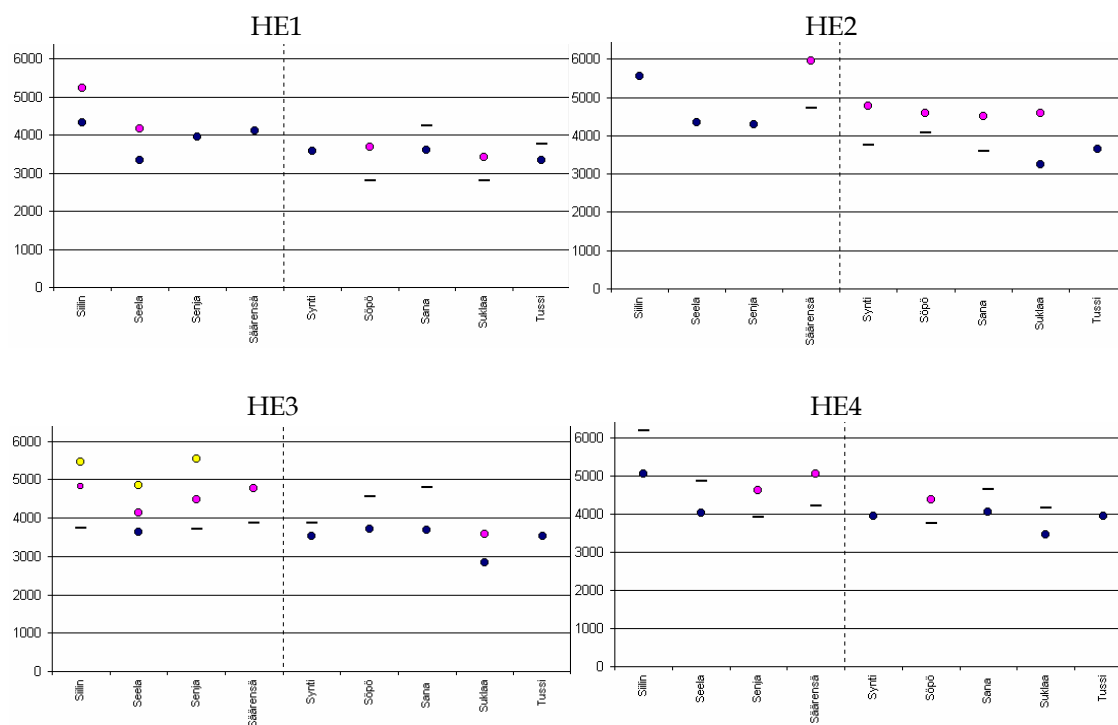 HE1
6000
5000
4000
3000
2000
1000
0
Siilin
Seela
Senja
Säärensä
Synti
Söpö
Sana
Suklaa
Tussi
HE2
6000
5000
4000
3000
2000
1000
0
Siilin
Seela
Senja
Säärensä
Synti
Söpö
Sana
Suklaa
Tussi
HE3
6000
5000
4000
3000
2000
1000
0
Siilin
Seela
Senja
Säärensä
Synti
Söpö
Sana
Suklaa
Tussi
HE4
6000
5000
4000
3000
2000
1000
0
Siilin
Seela
Senja
Säärensä
Synti
Söpö
Sana
Suklaa
Tussi